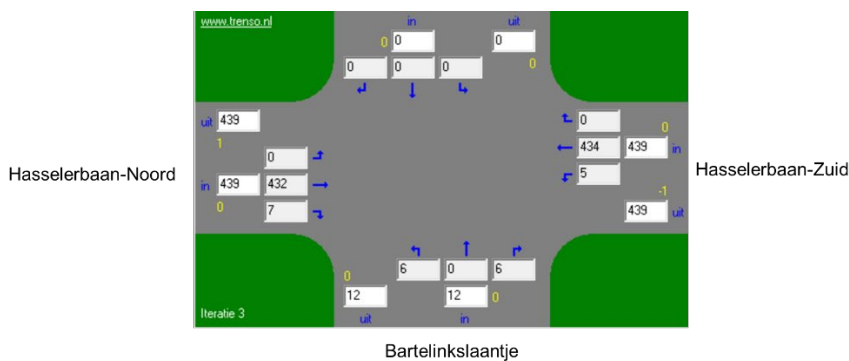 www.trenso.nl
in uit
0 0 0
0 0 0 0
uit 439
1
0
in 439 432
0
7
0
0
434 439 in
5
-1
439 uit
Hasselerbaan-Noord
Hasselerbaan-Zuid
6 0 6
0
12 12 0
uit in
Iteratie 3
Bartelinkslaantje